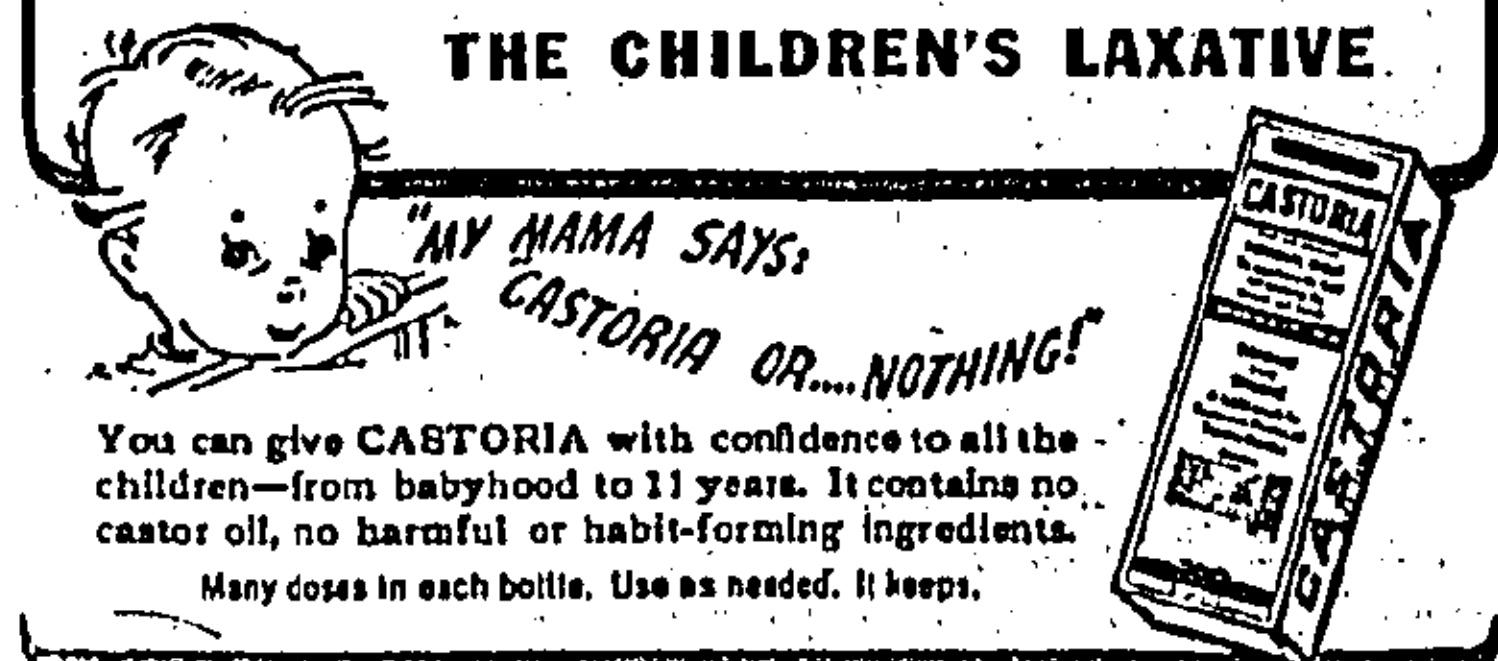 THE CHILDREN'S LAXATIVE
"MY MAMA SAYS:
CASTORIA OR....NOTHING!"
CASTORIA
CASTORIA
You can give CASTORIA with confidence to all the
children—from babyhood to 11 years. It contains no
castor oil, no harmful or habit-forming ingredients.
Many doses in each bottle. Use as needed. It keeps.